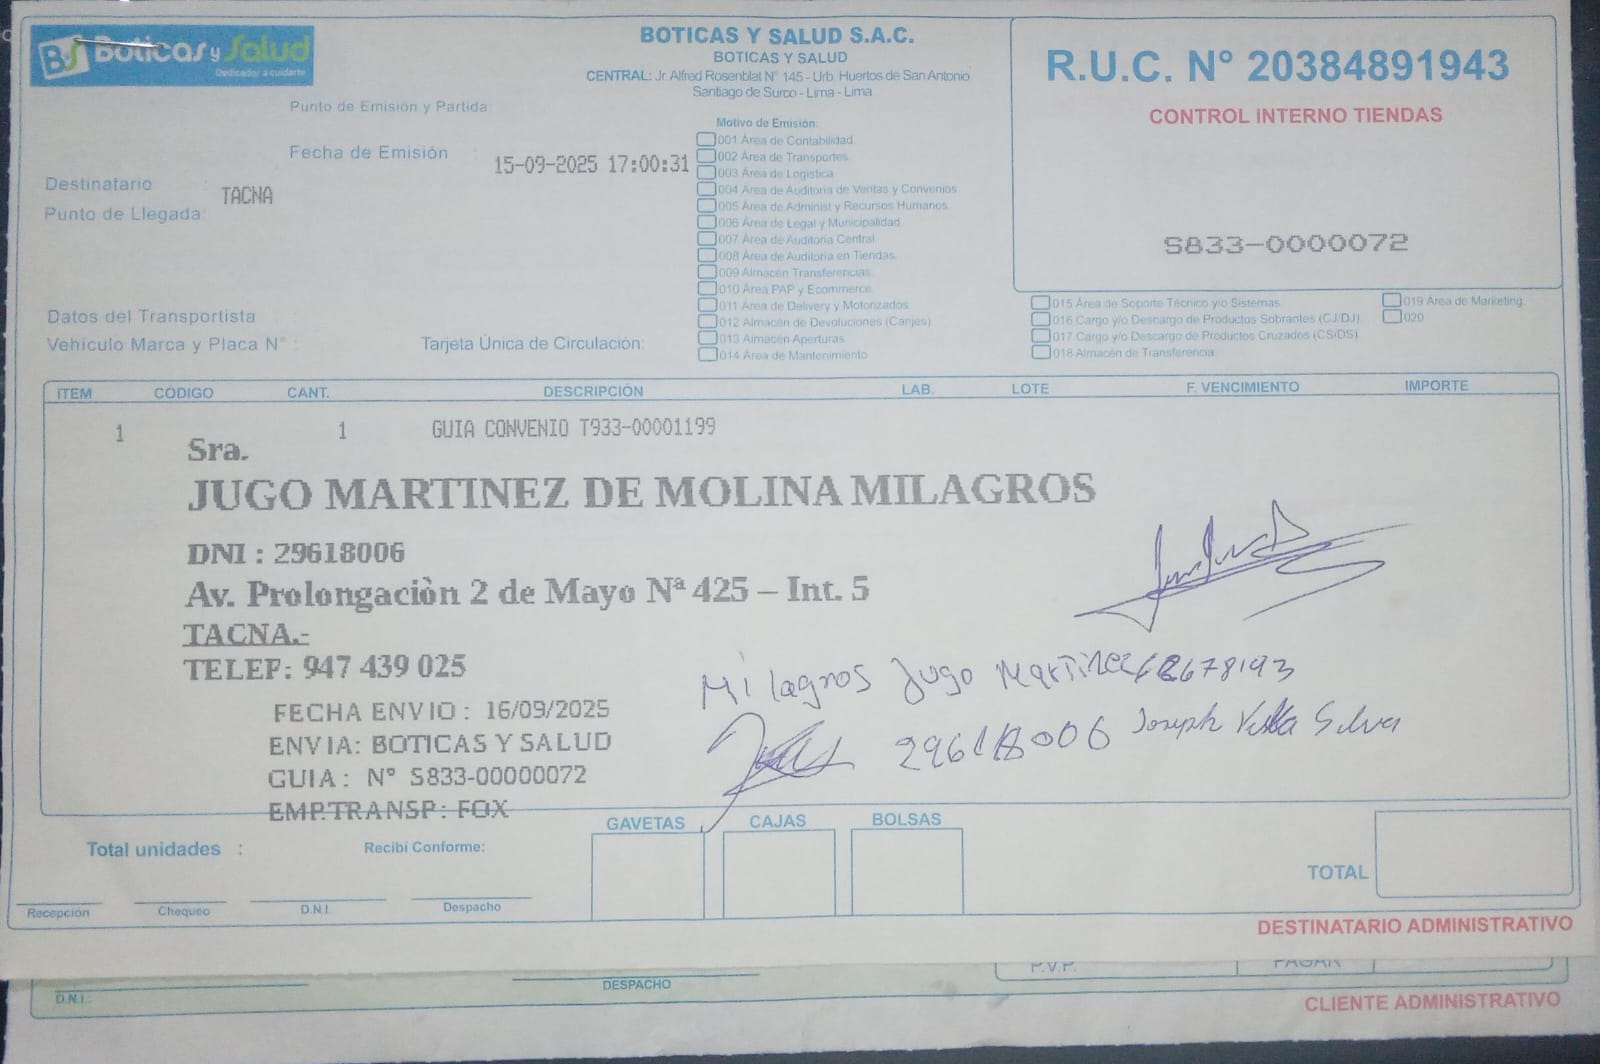 BS Boticas y Salud
Dedicados a cuidarte
BOTICAS Y SALUD S.A.C.
BOTICAS Y SALUD
CENTRAL: Jr. Alfred Rosenblat N° 145 - Urb. Huertos de San Antonio
Santiago de Surco - Lima - Lima
R.U.C. N° 20384891943
CONTROL INTERNO TIENDAS
S833-0000072
Punto de Emisión y Partida:
Fecha de Emisión : 15-09-2025 17:00:31
Destinatario
Punto de Llegada: TACNA
Datos del Transportista
Vehículo Marca y Placa N° :
Tarjeta Única de Circulación:
Motivo de Emisión:
001 Área de Contabilidad.
002 Área de Transportes.
003 Área de Logística.
004 Área de Auditoría de Ventas y Convenios.
005 Área de Administ y Recursos Humanos.
006 Área de Legal y Municipalidad.
007 Área de Auditoría Central.
008 Área de Auditoría en Tiendas.
009 Almacén Transferencias.
010 Área PAP y Ecommerce.
011 Área de Delivery y Motorizados.
012 Almacén de Devoluciones (Canjes).
013 Almacén Aperturas.
014 Área de Mantenimiento
015 Área de Soporte Técnico y/o Sistemas.
016 Cargo y/o Descargo de Productos Sobrantes (CJ/DJ).
017 Cargo y/o Descargo de Productos Cruzados (CS/DS).
018 Almacén de Transferencia.
019 Área de Marketing.
020
ITEM CÓDIGO CANT. DESCRIPCIÓN LAB. LOTE F. VENCIMIENTO IMPORTE
1 1 GUIA CONVENIO T933-00001199
Sra.
JUGO MARTINEZ DE MOLINA MILAGROS
DNI : 29618006
Av. Prolongaciòn 2 de Mayo Nª 425 – Int. 5
TACNA.-
TELEF: 947 439 025
FECHA ENVIO : 16/09/2025
ENVIA: BOTICAS Y SALUD
GUIA : N° S833-00000072
EMP.TRANSP: FOX
Milagros Jugo Martinez
29618006 Joseph Silva
Total unidades :
Recibí Conforme:
GAVETAS CAJAS BOLSAS
TOTAL
Recepción Chequeo D.N.I. Despacho
DESTINATARIO ADMINISTRATIVO
P.V.P. PAGAR
D.N.I.: DESPACHO
CLIENTE ADMINISTRATIVO